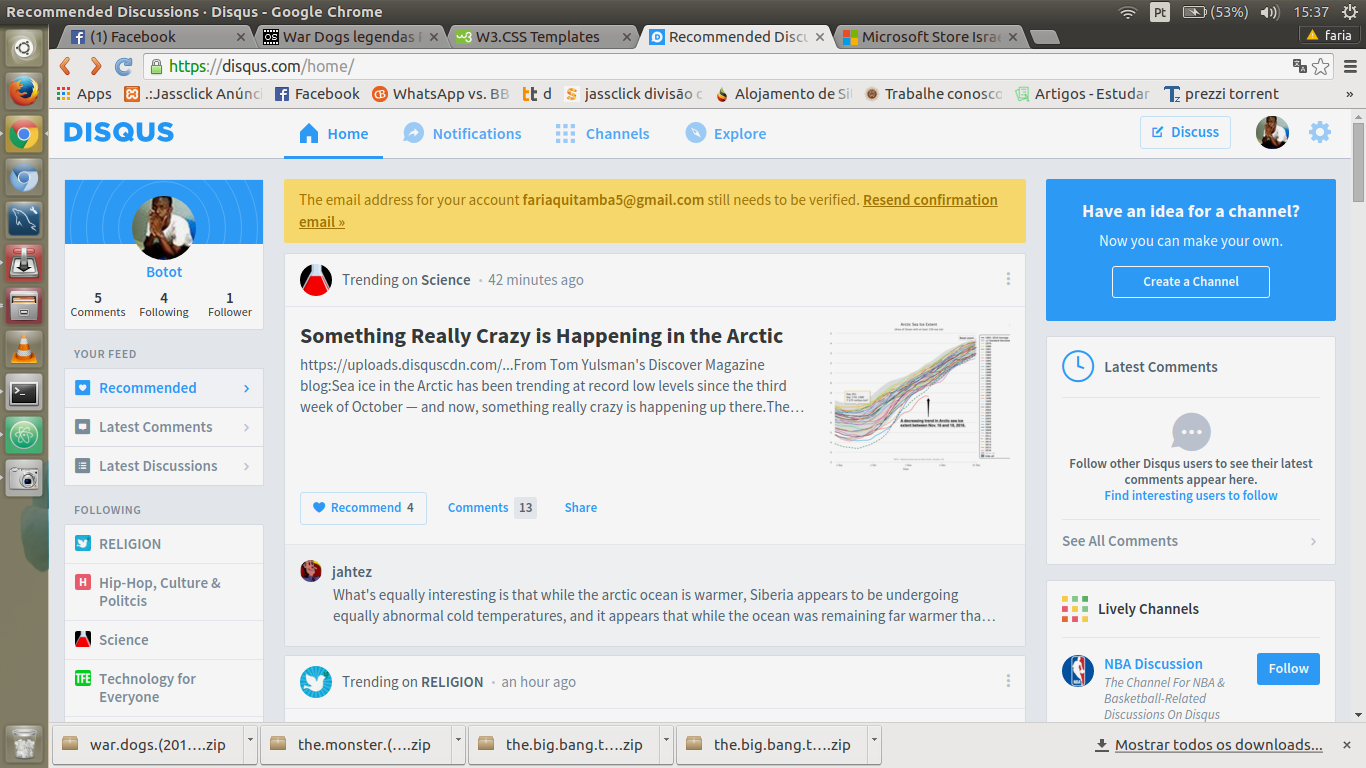 Recommended Discussions · Disqus - Google Chrome
Pt
(53%)
15:37
(1) Facebook
War Dogs legendas
W3.CSS Templates
Recommended Discu
Microsoft Store Israe
faria
https://disqus.com/home/
Apps
.:Jassclick Anúnci
Facebook
WhatsApp vs. BB
d
jassclick divisão c
Alojamento de Si
Trabalhe conosco
Artigos - Estudar
prezzi torrent
»
DISQUS
Home
Notifications
Channels
Explore
Discuss
Botot
5 4 1
Comments Following Follower
YOUR FEED
Recommended
Latest Comments
Latest Discussions
FOLLOWING
RELIGION
H
Hip-Hop, Culture &
Politcis
Science
TFE
Technology for
Everyone
The email address for your account fariaquitamba5@gmail.com still needs to be verified. Resend confirmation
email »
Trending on Science • 42 minutes ago
Something Really Crazy is Happening in the Arctic
https://uploads.disquscdn.com/...From Tom Yulsman's Discover Magazine
blog:Sea ice in the Arctic has been trending at record low levels since the third
week of October — and now, something really crazy is happening up there.The…
Arctic Sea Ice Extent
Recommend 4
Comments 13
Share
jahtez
What's equally interesting is that while the arctic ocean is warmer, Siberia appears to be undergoing
equally abnormal cold temperatures, and it appears that while the ocean was remaining far warmer tha…
Trending on RELIGION • an hour ago
Have an idea for a channel?
Now you can make your own.
Create a Channel
Latest Comments
Follow other Disqus users to see their latest
comments appear here.
Find interesting users to follow
See All Comments
Lively Channels
NBA Discussion
Follow
The Channel For NBA &
Basketball-Related
Discussions On Disqus
war.dogs.(201....zip
the.monster.(....zip
the.big.bang.t....zip
the.big.bang.t....zip
Mostrar todos os downloads...